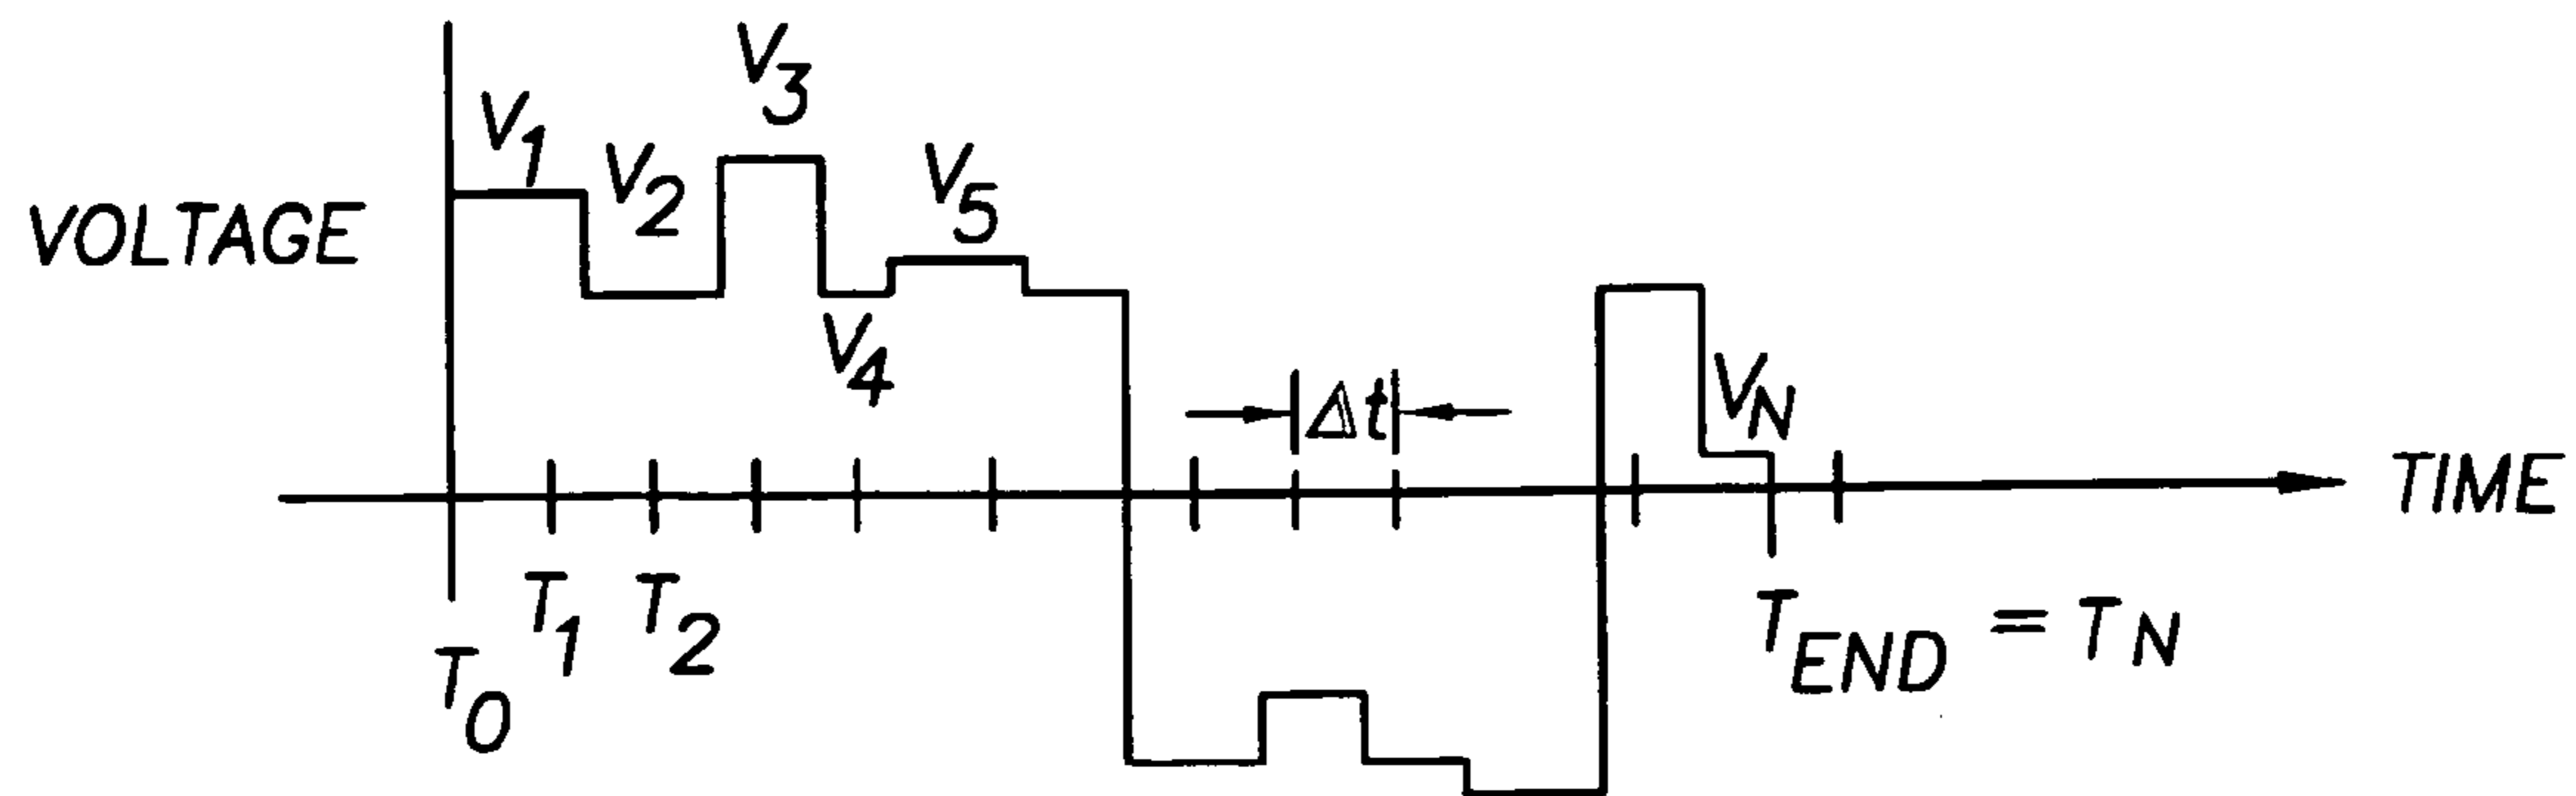 V3
V1
V2
V5
VOLTAGE
V4
Δt
VN
TIME
T1
T2
TEND = TN
T0